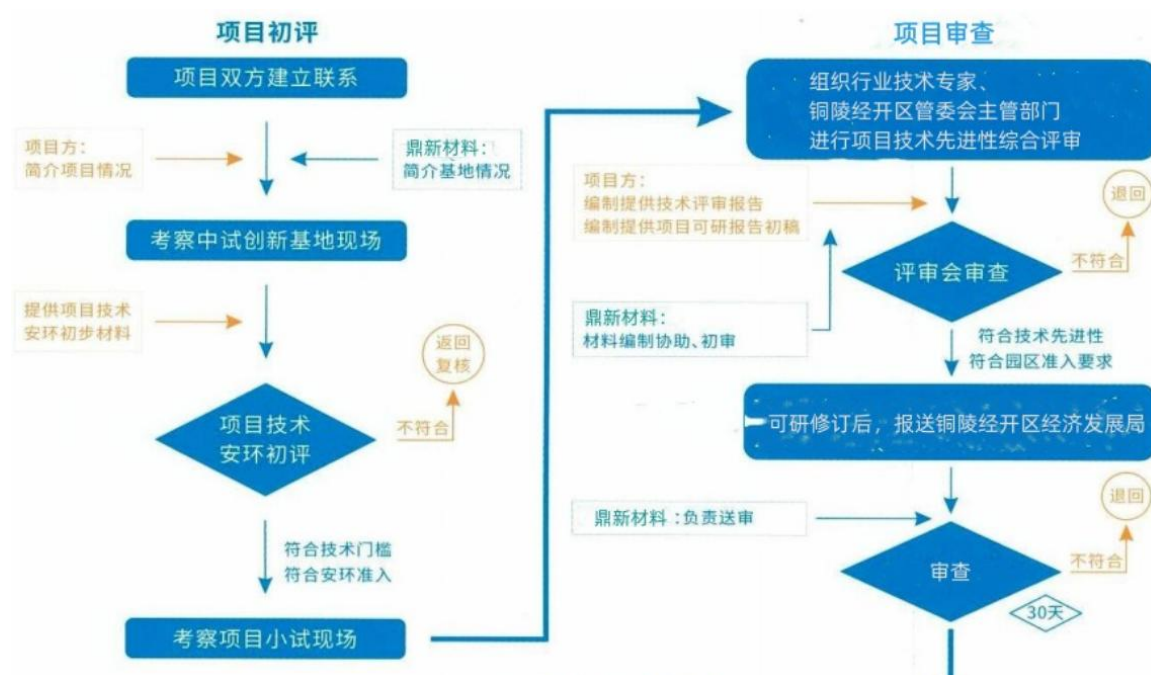 项目初评
项目双方建立联系
项目方：
简介项目情况
鼎新材料：
简介基地情况
考察中试创新基地现场
提供项目技术
安环初步材料
返回
复核
项目技术
安环初评
不符合
符合技术门槛
符合安环准入
考察项目小试现场
项目审查
组织行业技术专家、
铜陵经开区管委会主管部门
进行项目技术先进性综合评审
项目方：
编制提供技术评审报告
编制提供项目可研报告初稿
退回
评审会审查
不符合
鼎新材料：
材料编制协助、初审
符合技术先进性
符合园区准入要求
可研修订后，报送铜陵经开区经济发展局
鼎新材料：负责送审
退回
审查
不符合
30天